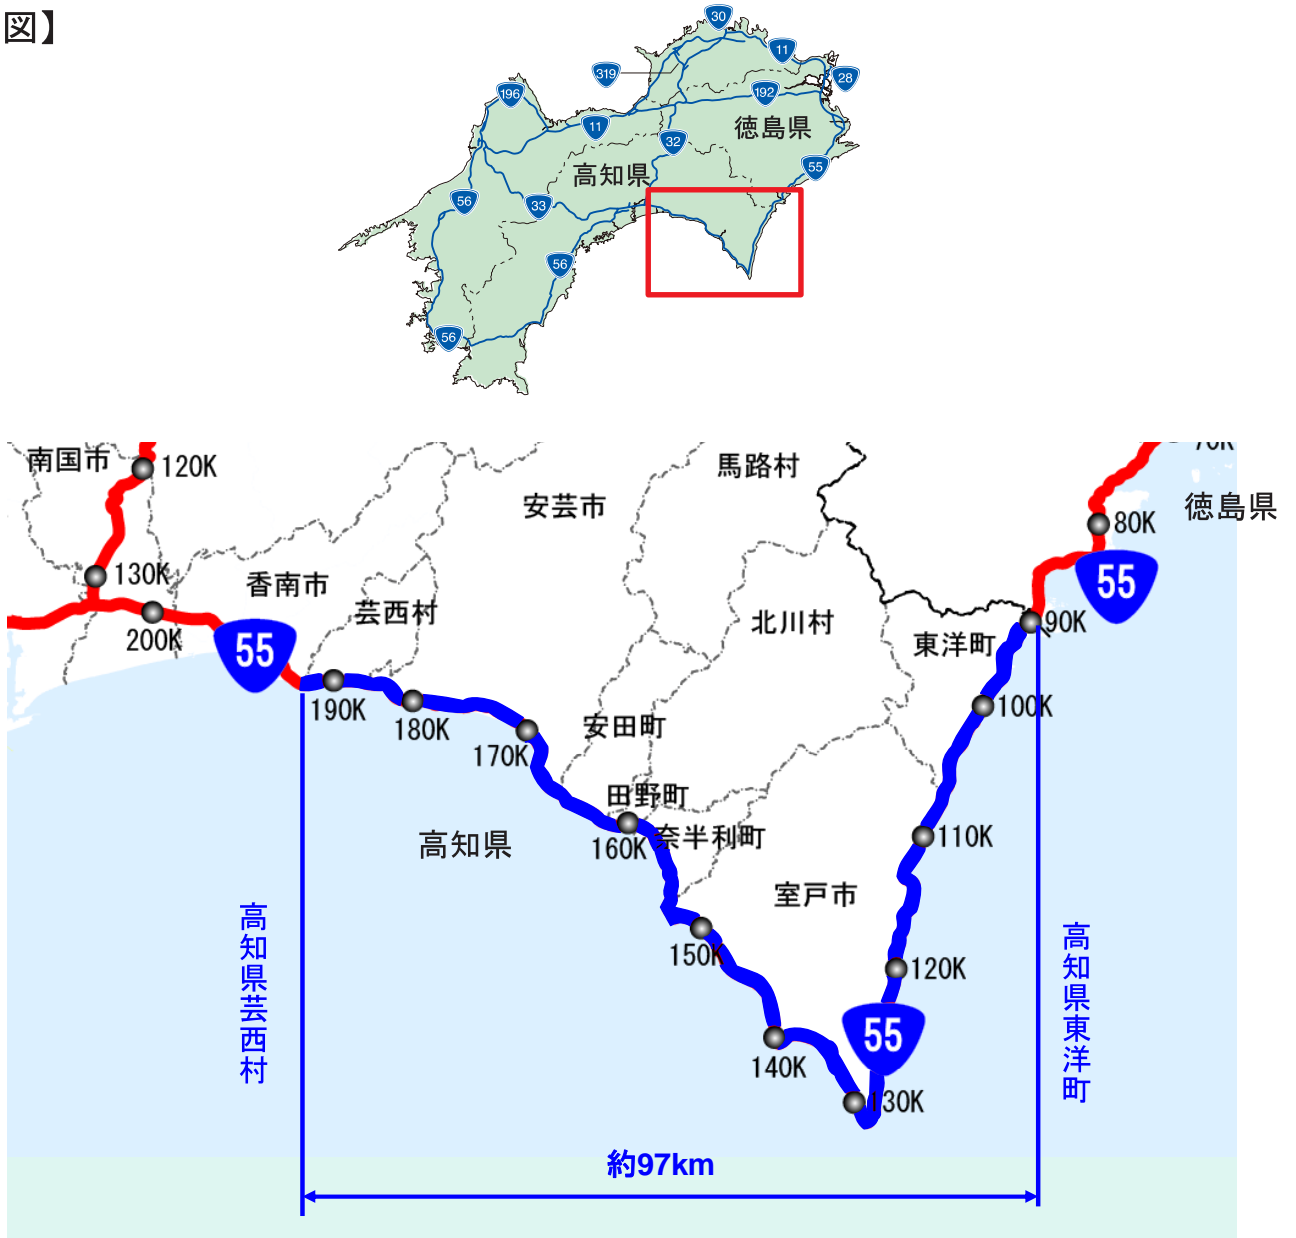 図】
30
11
319
28
196
192
11
徳島県
32
高知県
55
56
33
56
56
馬路村
南国市
120K
安芸市
徳島県
80K
130K
香南市
55
芸西村
北川村
90K
200K
東洋町
55
190K
100K
180K
安田町
170K
田野町
110K
奈半利町
高知県
160K
室戸市
高知県芸西村
高知県東洋町
150K
120K
55
140K
130K
約97km